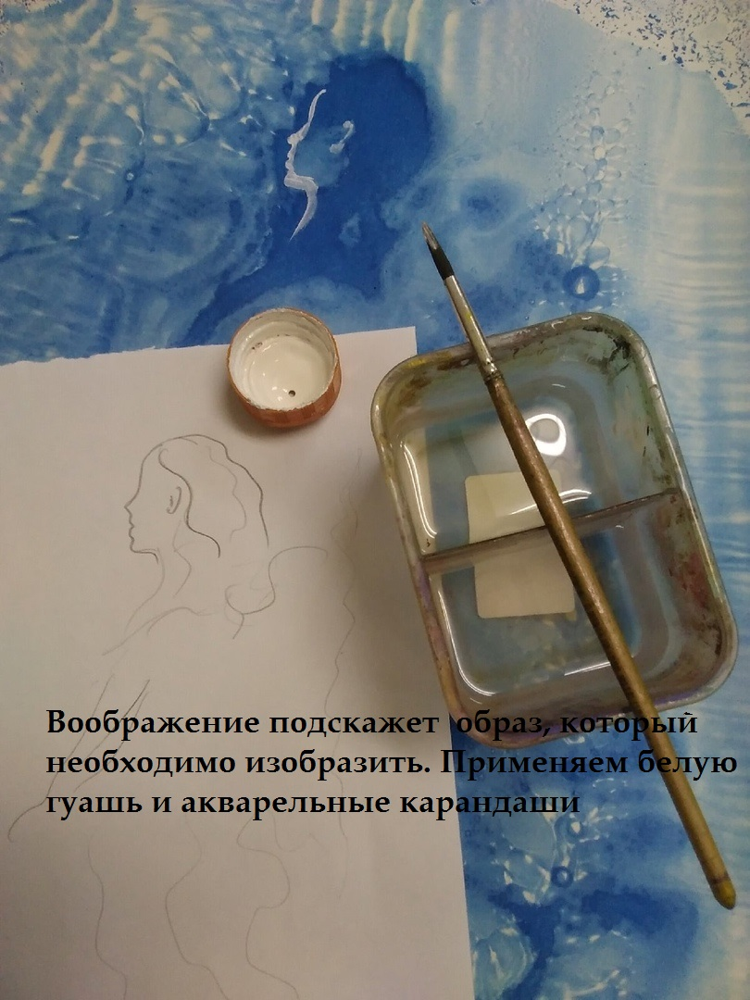 Воображение подскажет образ, который
необходимо изобразить. Применяем белую
гуашь и акварельные карандаши